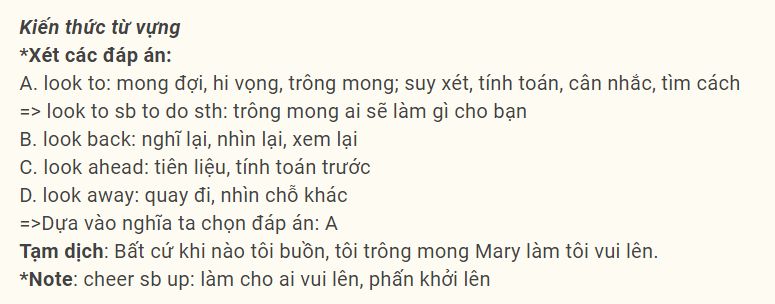 Kiến thức từ vựng
*Xét các đáp án:
A. look to: mong đợi, hi vọng, trông mong; suy xét, tính toán, cân nhắc, tìm cách
=> look to sb to do sth: trông mong ai sẽ làm gì cho bạn
B. look back: nghĩ lại, nhìn lại, xem lại
C. look ahead: tiên liệu, tính toán trước
D. look away: quay đi, nhìn chỗ khác
=>Dựa vào nghĩa ta chọn đáp án: A
Tạm dịch: Bất cứ khi nào tôi buồn, tôi trông mong Mary làm tôi vui lên.
*Note: cheer sb up: làm cho ai vui lên, phấn khởi lên